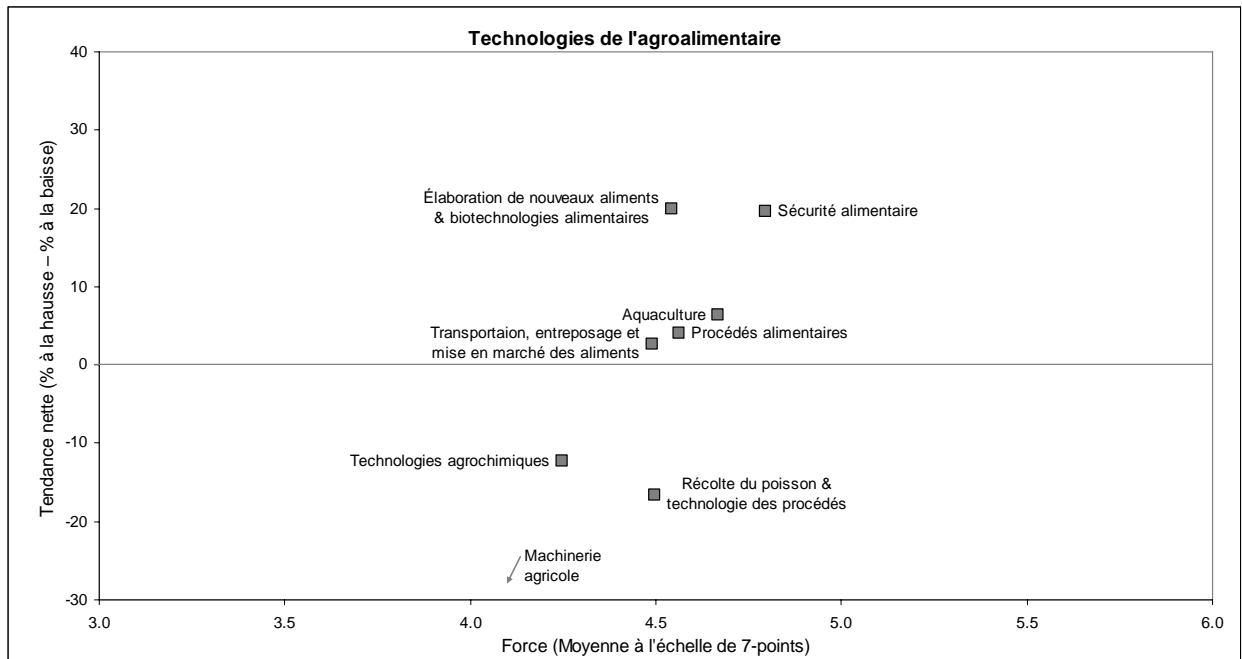 Technologies de l'agroalimentaire
Tendance nette (% à la hausse – % à la baisse)
40
30
20
10
0
-10
-20
-30
Élaboration de nouveaux aliments
& biotechnologies alimentaires
Sécurité alimentaire
Aquaculture
Transportaion, entreposage et
mise en marché des aliments
Procédés alimentaires
Technologies agrochimiques
Récolte du poisson &
technologie des procédés
Machinerie
agricole
3.0
3.5
4.0
4.5
5.0
5.5
6.0
Force (Moyenne à l'échelle de 7-points)